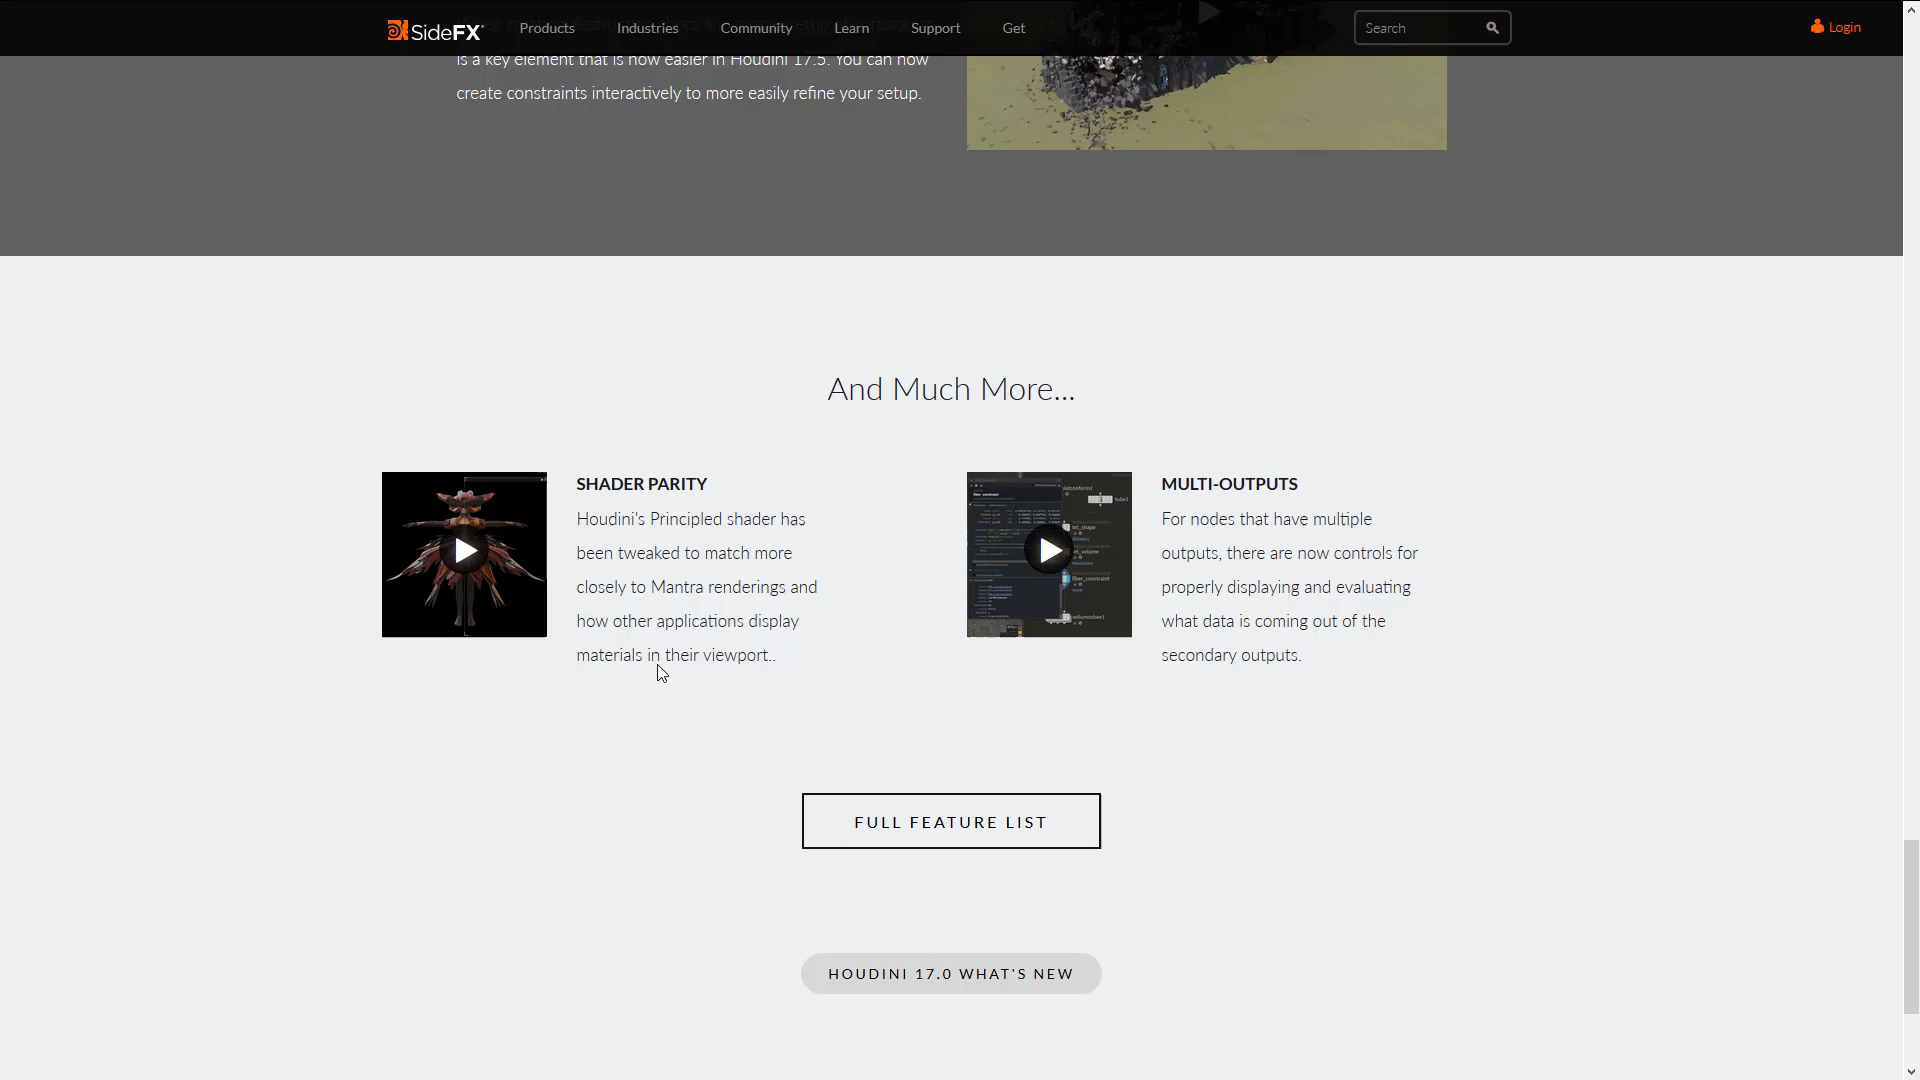 SideFX
Products
Industries
Community
Learn
Support
Get
Search
Login
is a key element that is now easier in Houdini 17.5. You can now
create constraints interactively to more easily refine your setup.
And Much More...
SHADER PARITY
Houdini's Principled shader has
been tweaked to match more
closely to Mantra renderings and
how other applications display
materials in their viewport..
MULTI-OUTPUTS
For nodes that have multiple
outputs, there are now controls for
properly displaying and evaluating
what data is coming out of the
secondary outputs.
FULL FEATURE LIST
HOUDINI 17.0 WHAT'S NEW